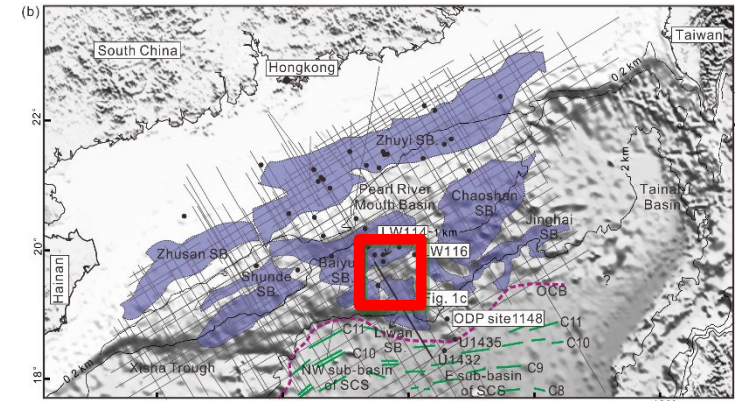 (b)
South China
Hongkong
Taiwan
0.2 km
22°
Zhuyi SB.
2 km
Pearl River
Mouth Basin
Chaoshan
SB.
Tainan
Basin
Jinghai
SB.
LW114
1 km
20°
Zhusan SB.
LW116
Baiyu
SB.
Shunde
SB.
Hainan
?
Fig. 1c
OCB
ODP site1148
C11
Liwan
SB.
C11
U1435
C10
C10
U1432
0.2 km
Xisha Trough
NW sub-basin
of SCS
C9
E sub-basin
of SCS
C8
18°